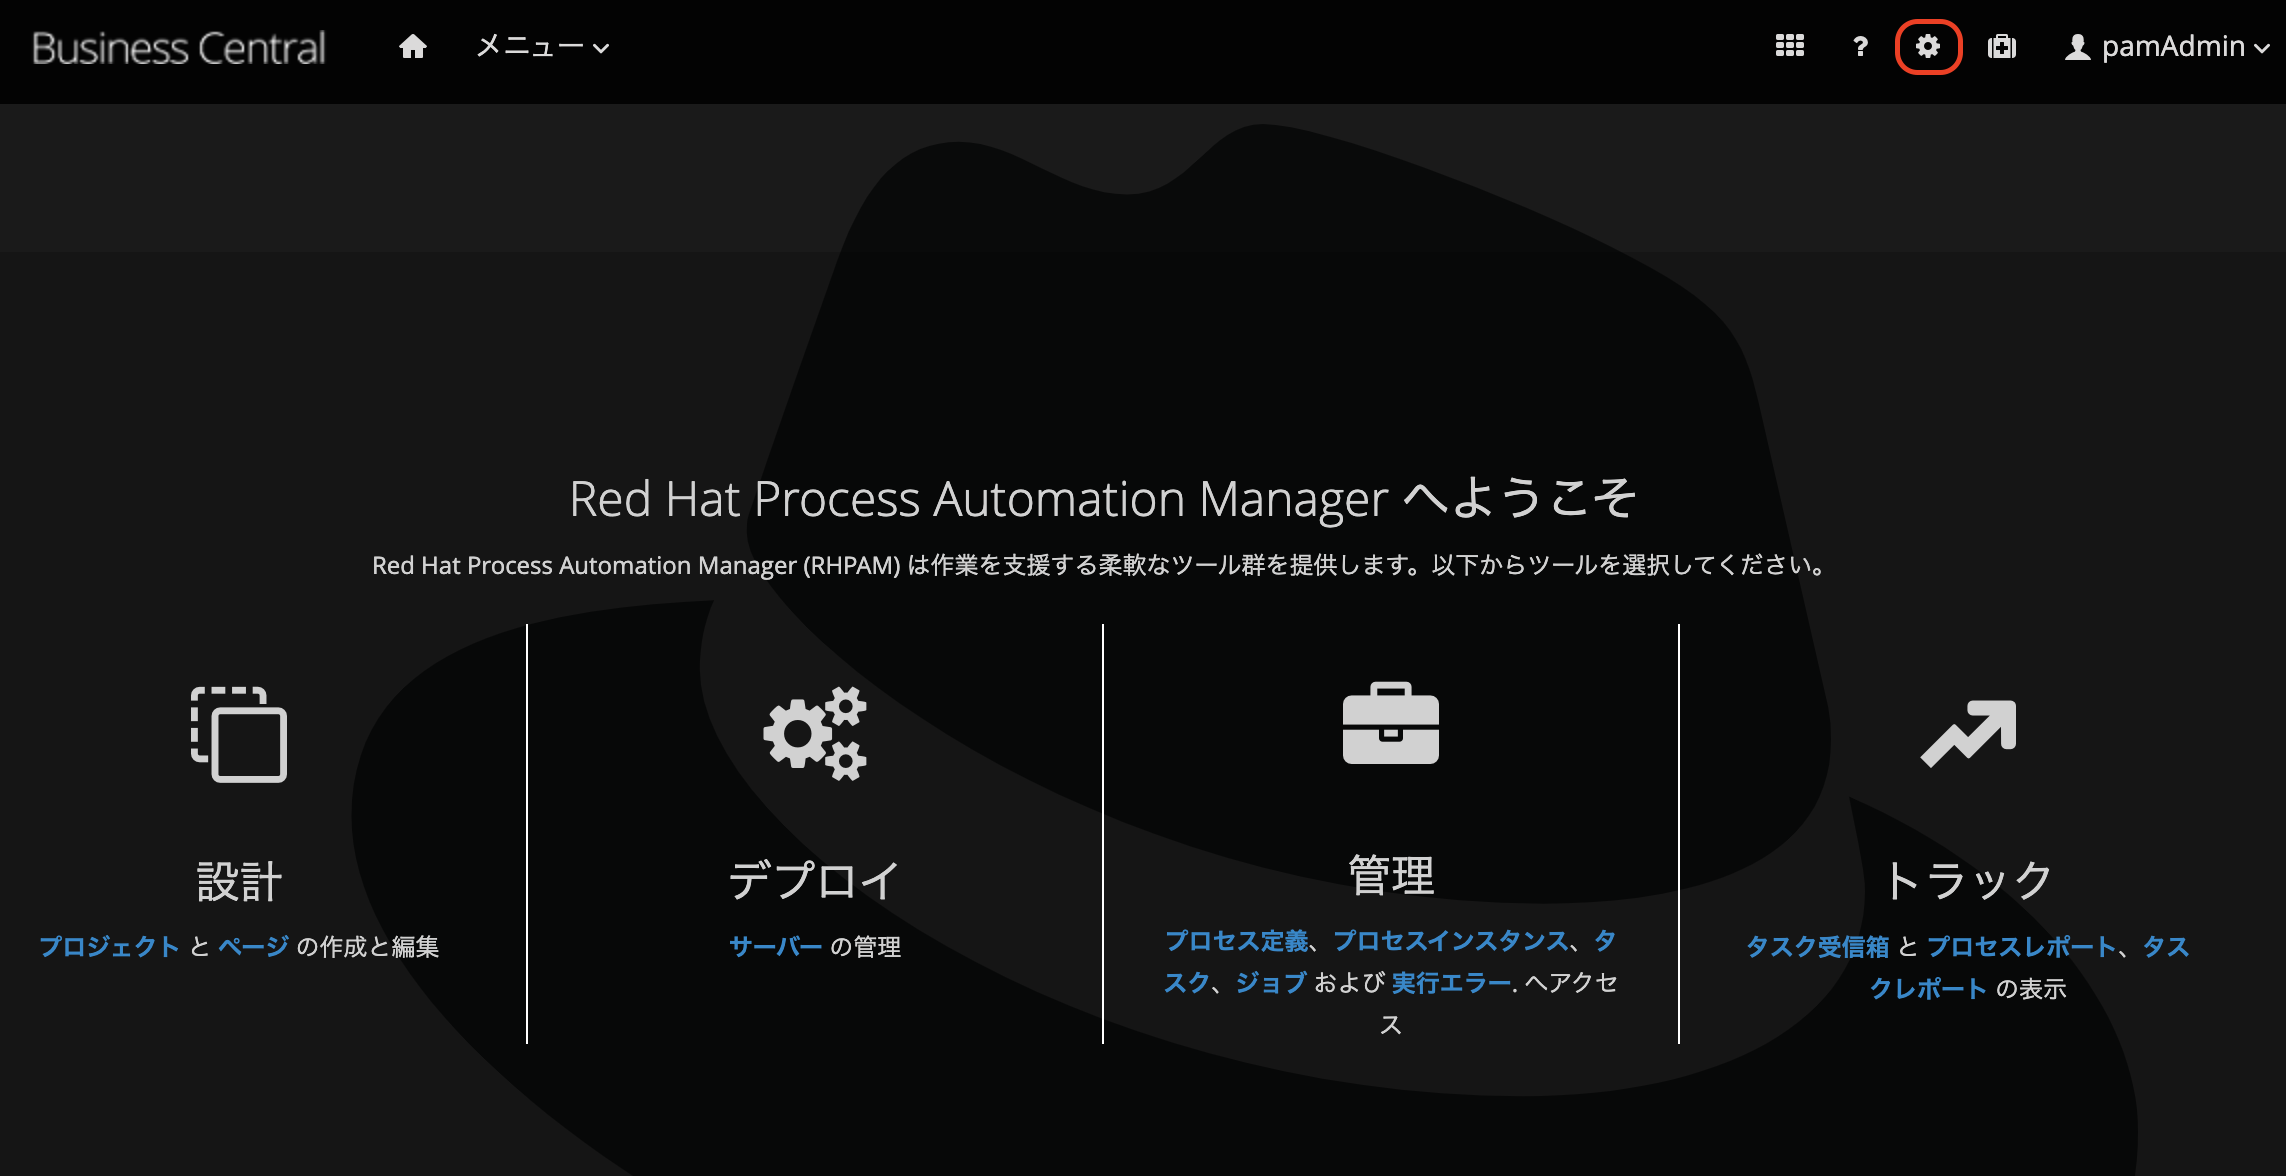 Business Central
メニュー
?
pamAdmin
Red Hat Process Automation Manager へようこそ
Red Hat Process Automation Manager (RHPAM) は作業を支援する柔軟なツール群を提供します。以下からツールを選択してください。
設計
プロジェクト と ページ の作成と編集
デプロイ
サーバー の管理
管理
プロセス定義、プロセスインスタンス、タ
スク、ジョブ および 実行エラー. へアクセ
ス
トラック
タスク受信箱 と プロセスレポート、タス
クレポート の表示